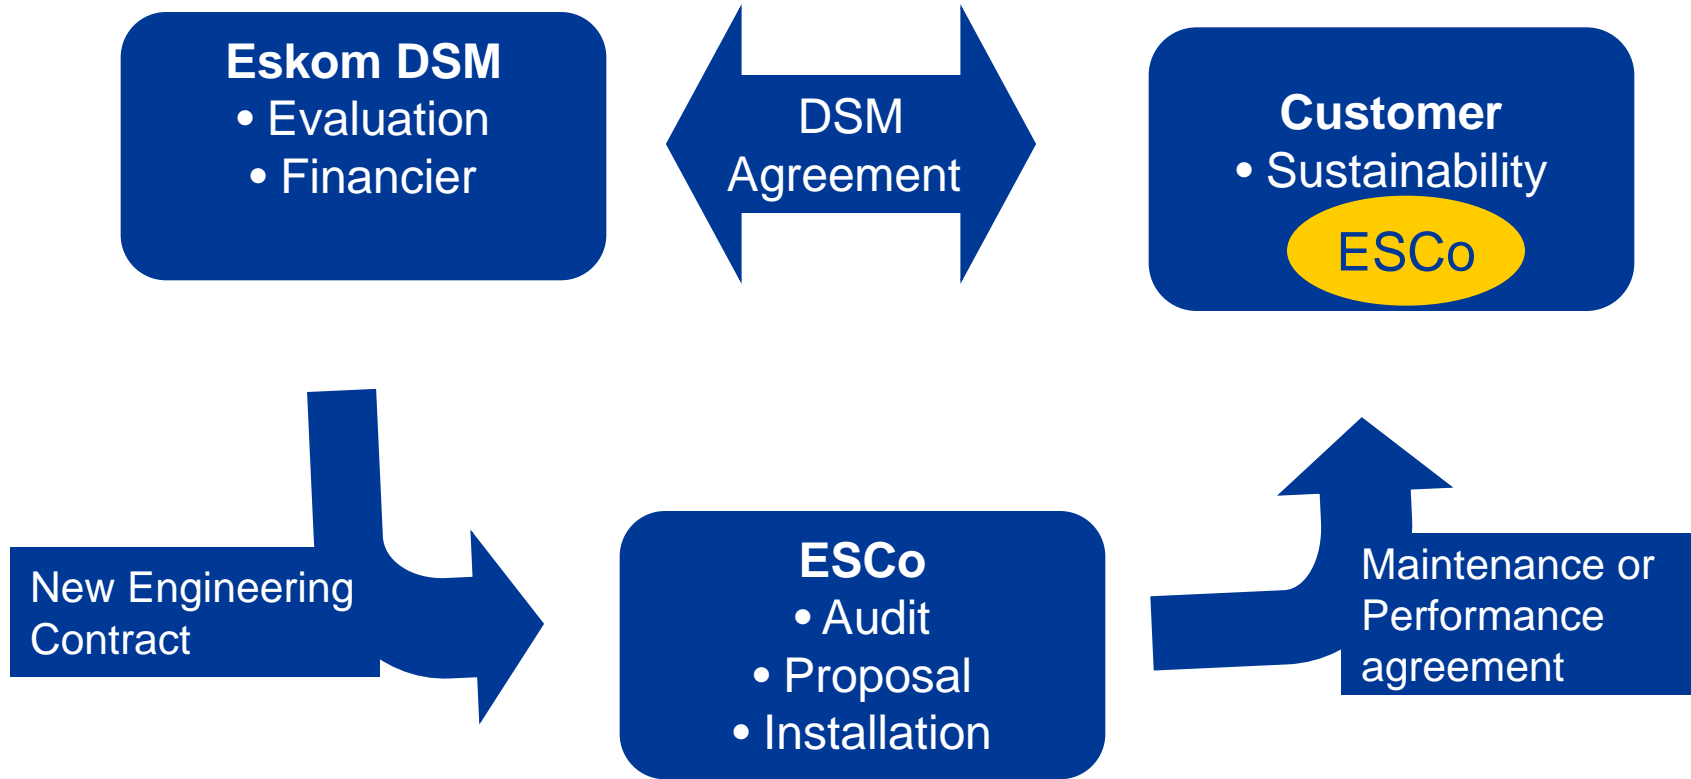 Eskom DSM
• Evaluation
• Financier
DSM
Agreement
Customer
• Sustainability
ESCo
New Engineering
Contract
ESCo
• Audit
• Proposal
• Installation
Maintenance or
Performance
agreement